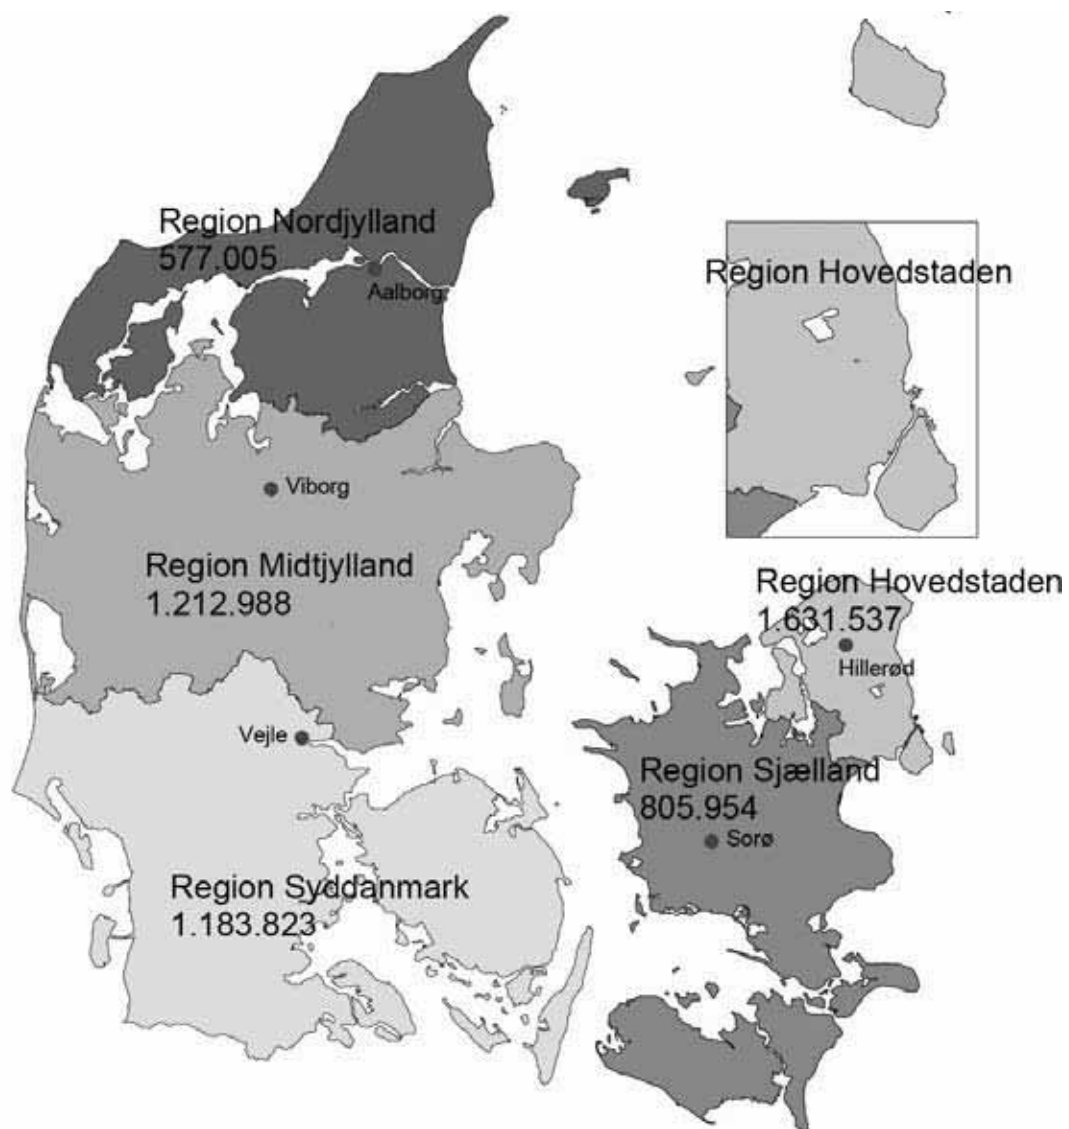 Region Nordjylland
577.005
Aalborg
Region Hovedstaden
Viborg
Region Midtjylland
1.212.988
Region Hovedstaden
1.631.537
Hillerød
Vejle
Region Sjælland
805.954
Sorø
Region Syddanmark
1.183.823